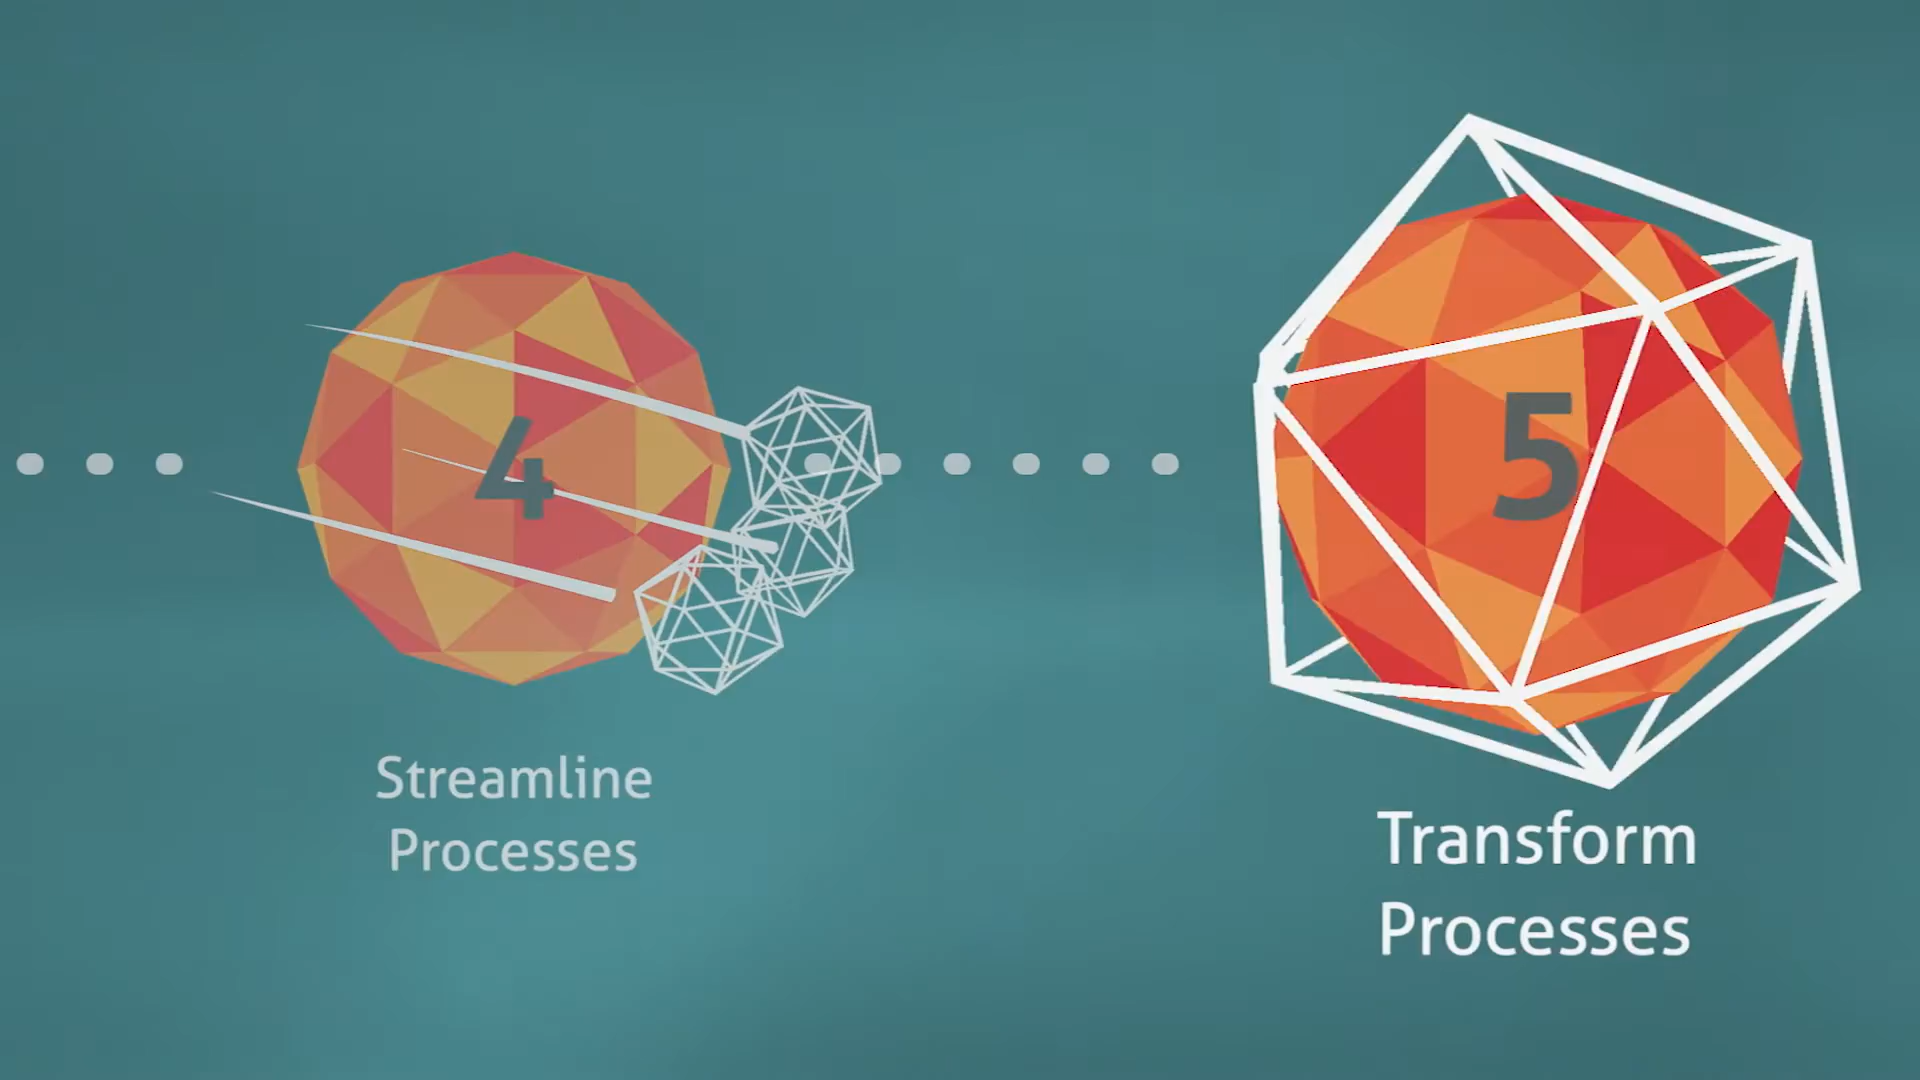 4
Streamline
Processes
5
Transform
Processes